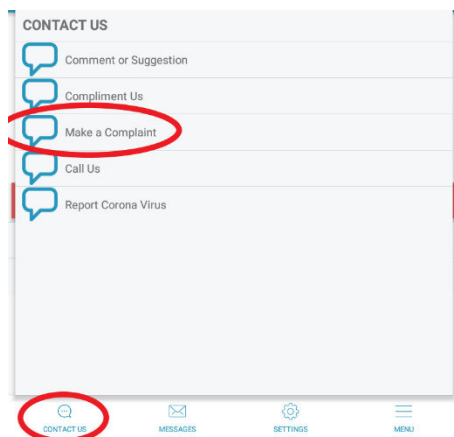 CONTACT US
Comment or Suggestion
Compliment Us
Make a Complaint
Call Us
Report Corona Virus
CONTACT US MESSAGES SETTINGS MENU